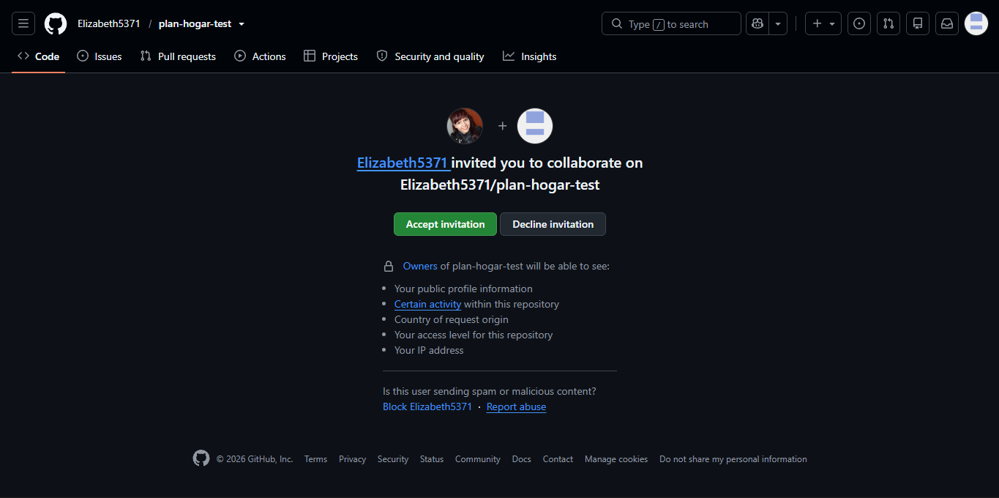 Elizabeth5371 / plan-hogar-test
Type / to search
Code Issues Pull requests Actions Projects Security and quality Insights
Elizabeth5371 invited you to collaborate on
Elizabeth5371/plan-hogar-test
Accept invitation Decline invitation
Owners of plan-hogar-test will be able to see:
Your public profile information
Certain activity within this repository
Country of request origin
Your access level for this repository
Your IP address
Is this user sending spam or malicious content?
Block Elizabeth5371 · Report abuse
© 2026 GitHub, Inc. Terms Privacy Security Status Community Docs Contact Manage cookies Do not share my personal information